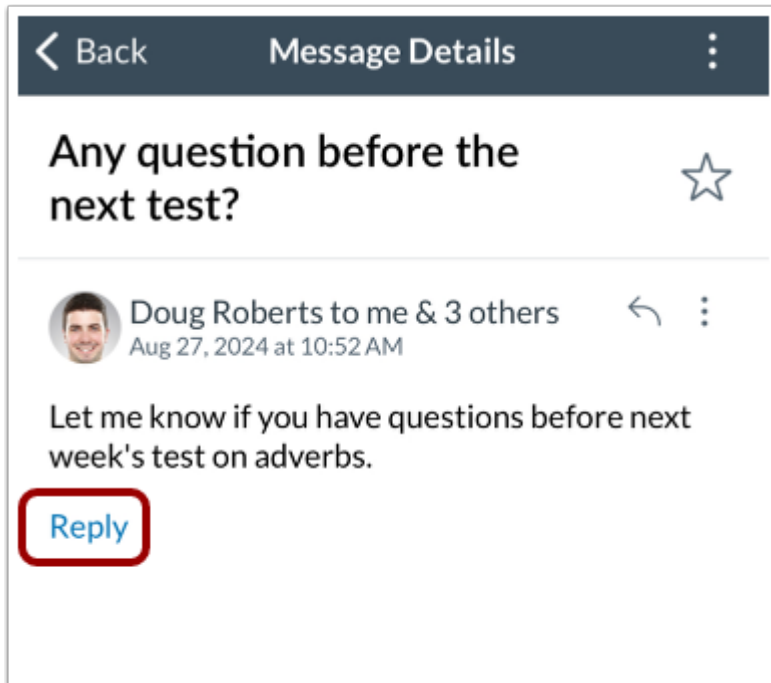 Back
Message Details
Any question before the
next test?
Doug Roberts to me & 3 others
Aug 27, 2024 at 10:52 AM
Let me know if you have questions before next
week's test on adverbs.
Reply